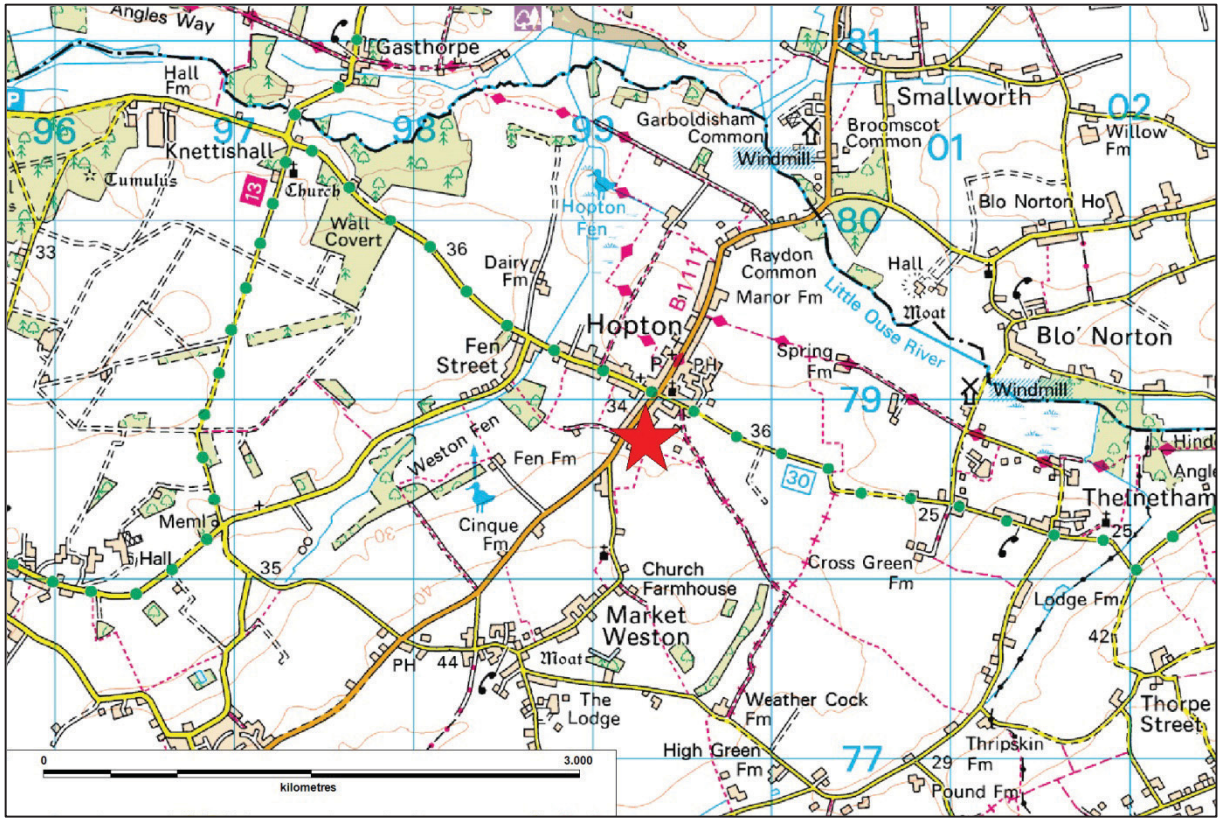 Angles Way
Gasthorpe
81
Hall
Fm
P
96
97
98
99
Garboldisham
Common
Smallworth
02
Willow
Fm
Broomscot
Common
01
Windmill
Knettishall
Tumulus
Church
13
Hopton
Fen
80
Blo Norton Ho
33
Wall
Covert
36
Dairy
Fm
B 1111
Raydon
Common
Hall
Manor Fm
Moat
Little Ouse River
Hopton
P
PH
Fen
Street
Spring
Fm
Blo' Norton
Windmill
34
79
36
Weston Fen
Fen Fm
30
Hind
Angle
Thelnetham
Meml
Cinque
Fm
30
25
25
Hall
35
40
Church
Farmhouse
Cross Green
Fm
Lodge Fm
Market
Weston
42
PH
44
Moat
The
Lodge
Weather Cock
Fm
Thorpe
Street
High Green
Fm
77
Thripskin
Fm
29
Pound Fm
0
3.000
kilometres